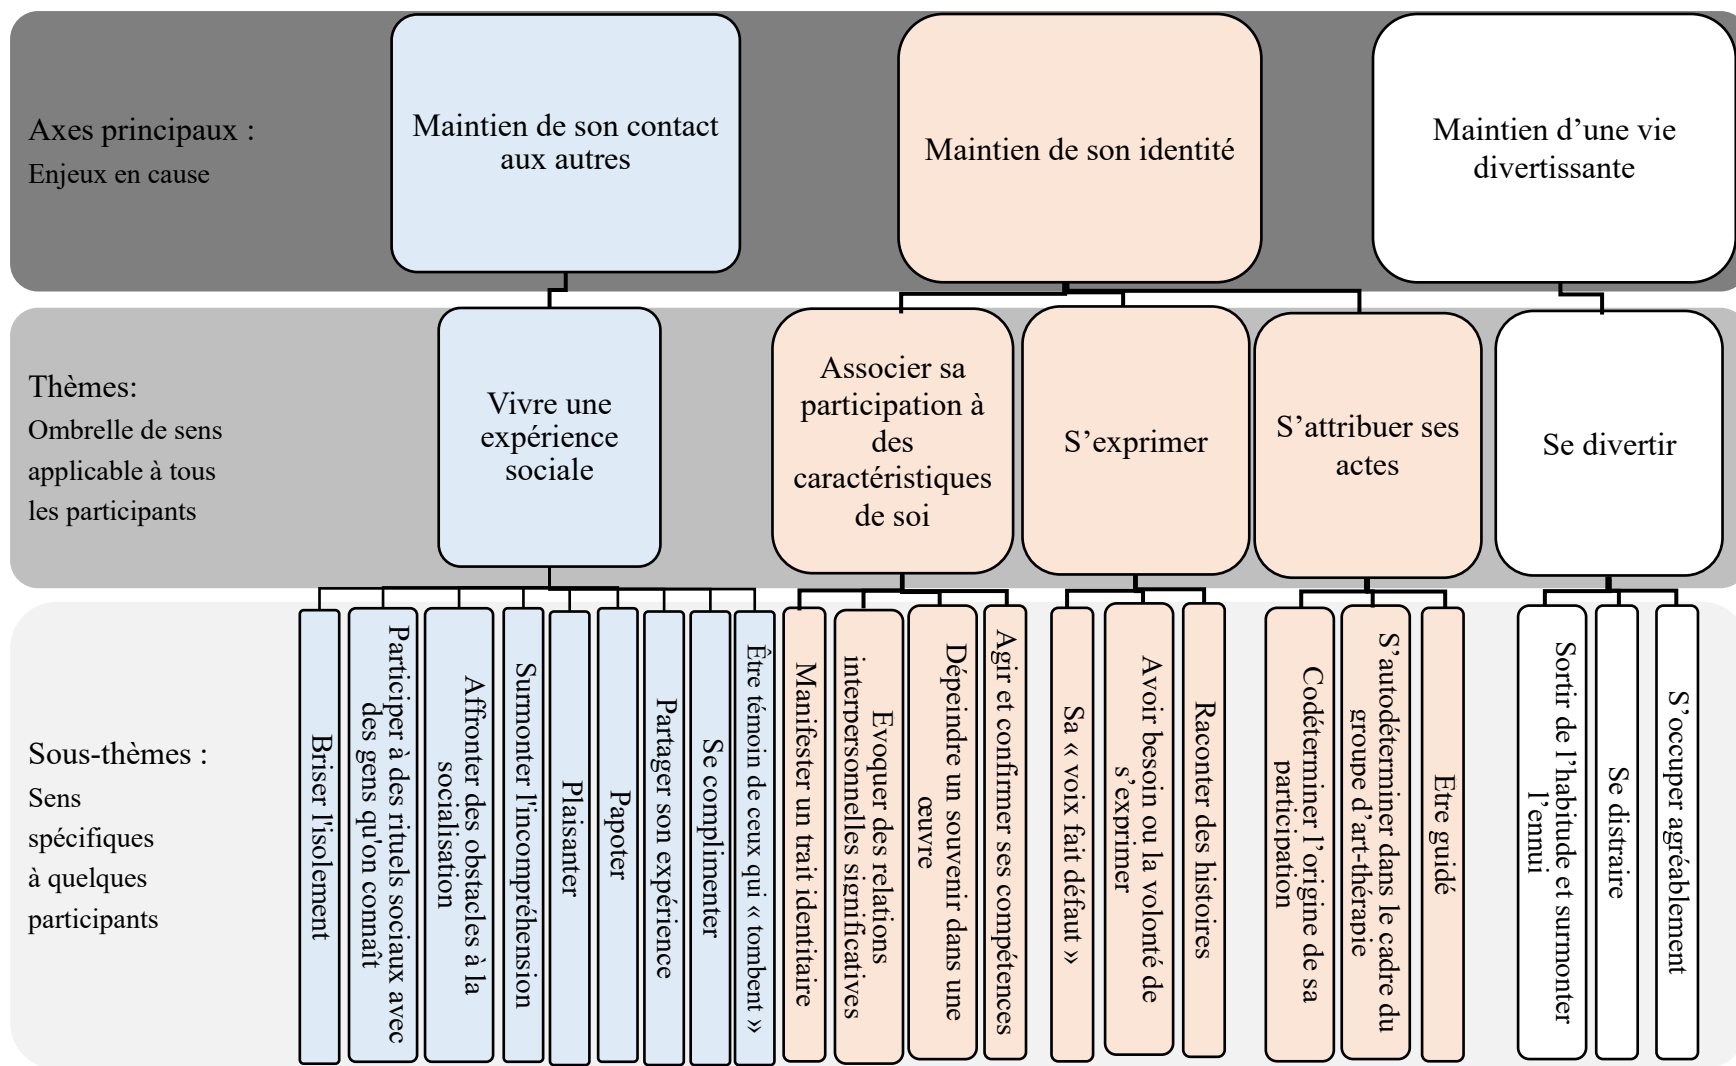 Axes principaux :
Enjeux en cause
Maintien de son contact
aux autres
Maintien de son identité
Maintien d’une vie
divertissante
Thèmes:
Ombrelle de sens
applicable à tous
les participants
Vivre une
expérience
sociale
Associer sa
participation à
des
caractéristiques
de soi
S’exprimer
S’attribuer ses
actes
Se divertir
Sous-thèmes :
Sens
spécifiques
à quelques
participants
Briser l'isolement
Participer à des rituels sociaux avec
des gens qu'on connaît
Affronter des obstacles à la
socialisation
Surmonter l'incompréhension
Plaisanter
Papoter
Partager son expérience
Se complimenter
Être témoin de ceux qui « tombent »
Manifester un trait identitaire
Evoquer des relations
interpersonnelles significatives
Dépeindre un souvenir dans une
œuvre
Agir et confirmer ses compétences
Sa « voix fait défaut »
Avoir besoin ou la volonté de
s’exprimer
Raconter des histoires
Codéterminer l’origine de sa
participation
S’autodéterminer dans le cadre du
groupe d’art-thérapie
Etre guidé
Sortir de l’habitude et surmonter
l’ennui
Se distraire
S’occuper agréablement